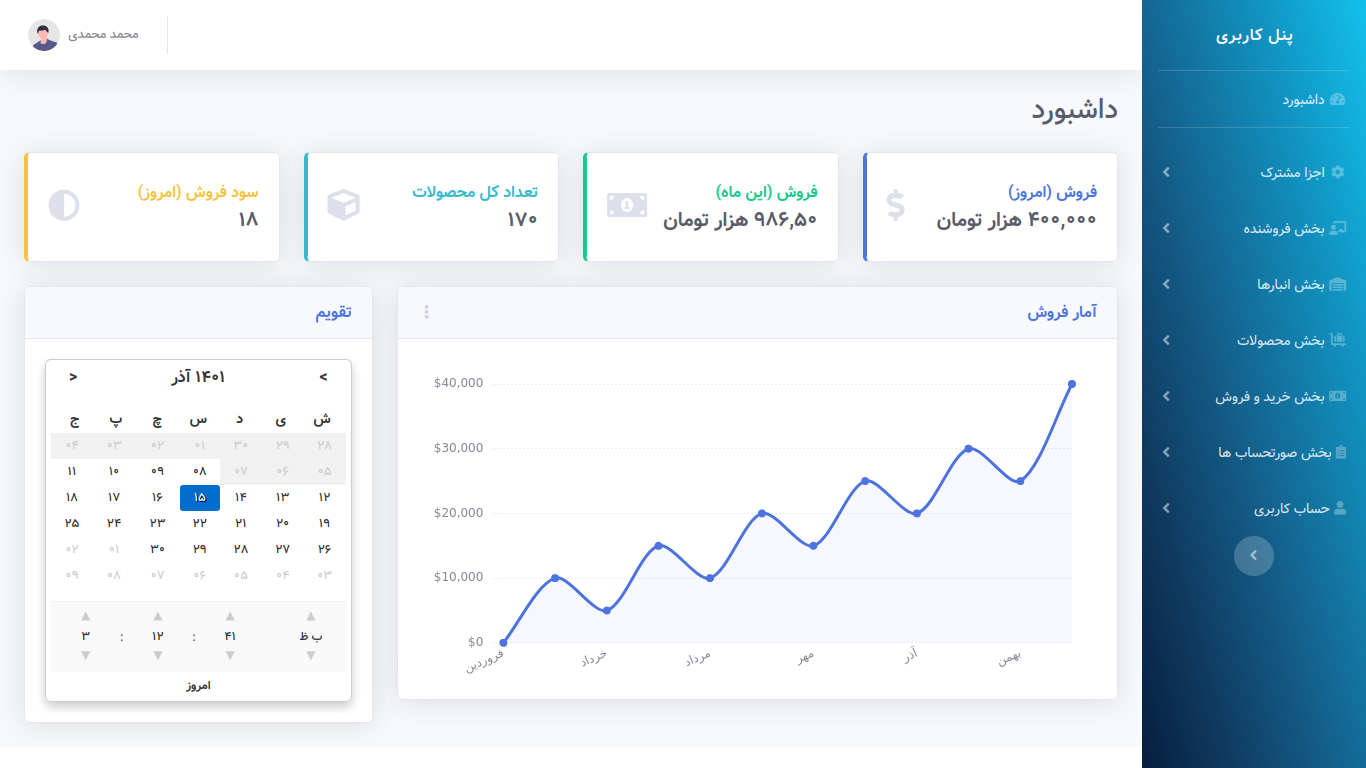 پنل کاربری
داشبورد
اجزا مشترک
بخش فروشنده
بخش انبارها
بخش محصولات
بخش خرید و فروش
بخش صورتحساب ها
حساب کاربری
محمد محمدی
داشبورد
فروش (امروز)
۴۰۰,۰۰۰ هزار تومان
فروش (این ماه)
۹۸۶,۵۰ هزار تومان
تعداد کل محصولات
۱۷۰
سود فروش (امروز)
۱۸
آمار فروش
$40,000
$30,000
$20,000
$10,000
$0
فروردین خرداد مرداد مهر آذر بهمن
تقویم
> ۱۴۰۱ آذر <
ش ی د س چ پ ج
۲۸ ۲۹ ۳۰ ۰۱ ۰۲ ۰۳ ۰۴
۰۵ ۰۶ ۰۷ ۰۸ ۰۹ ۱۰ ۱۱
۱۲ ۱۳ ۱۴ ۱۵ ۱۶ ۱۷ ۱۸
۱۹ ۲۰ ۲۱ ۲۲ ۲۳ ۲۴ ۲۵
۲۶ ۲۷ ۲۸ ۲۹ ۳۰ ۰۱ ۰۲
۰۳ ۰۴ ۰۵ ۰۶ ۰۷ ۰۸ ۰۹
ب ظ ۴۱ : ۱۲ : ۳
امروز